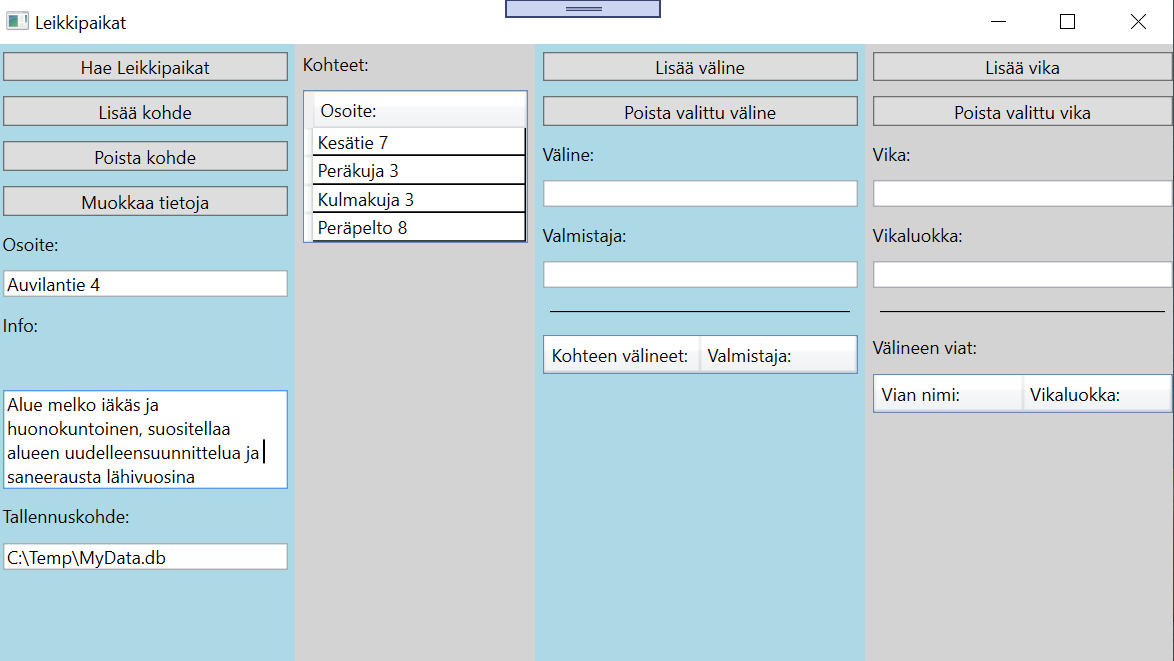 Leikkipaikat
Hae Leikkipaikat
Lisää kohde
Poista kohde
Muokkaa tietoja
Osoite:
Auvilantie 4
Info:
Alue melko iäkäs ja
huonokuntoinen, suositellaa
alueen uudelleensuunnittelua ja
saneerausta lähivuosina
Tallennuskohde:
C:\Temp\MyData.db
Kohteet:
Osoite:
Kesätie 7
Peräkuja 3
Kulmakuja 3
Peräpelto 8
Lisää väline
Poista valittu väline
Väline:
Valmistaja:
Kohteen välineet: Valmistaja:
Lisää vika
Poista valittu vika
Vika:
Vikaluokka:
Välineen viat:
Vian nimi: Vikaluokka: